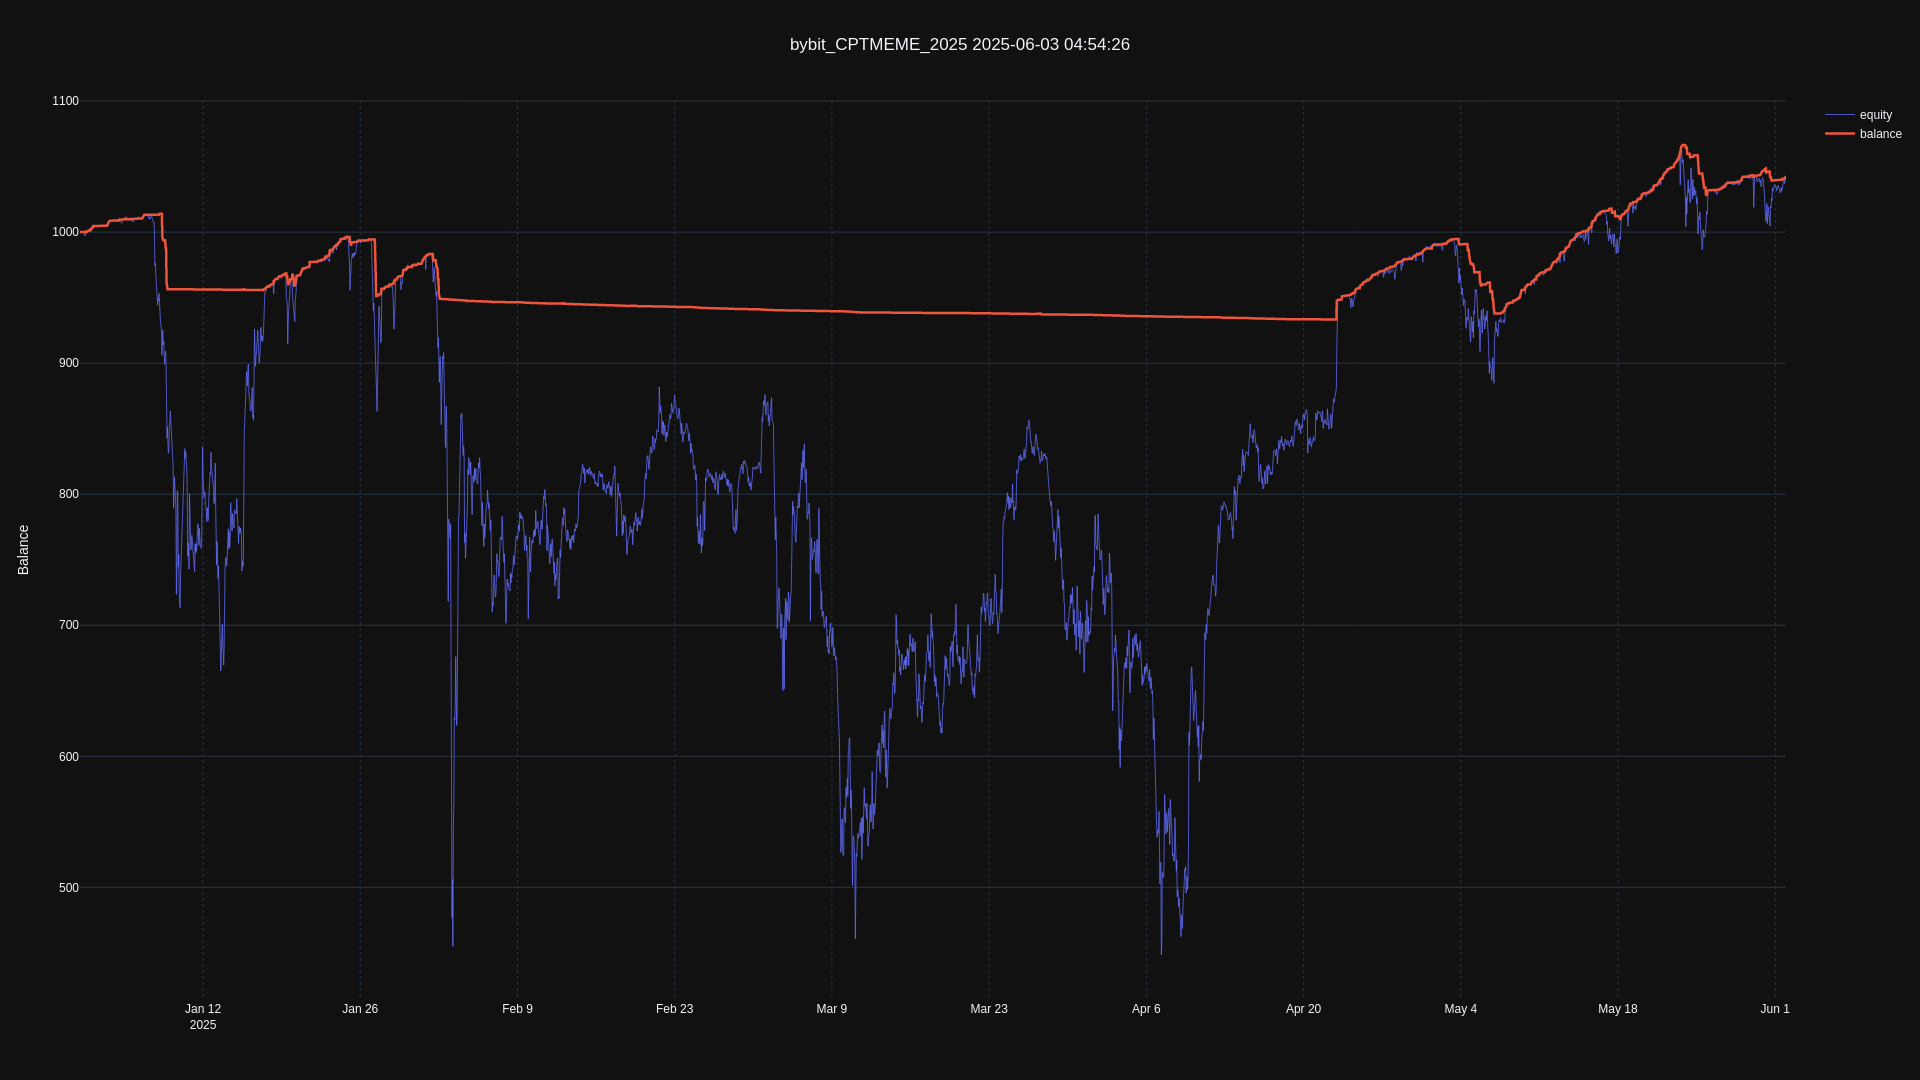 bybit_CPTMEME_2025 2025-06-03 04:54:26
equity
balance
Balance
1100
1000
900
800
700
600
500
Jan 12
2025
Jan 26
Feb 9
Feb 23
Mar 9
Mar 23
Apr 6
Apr 20
May 4
May 18
Jun 1